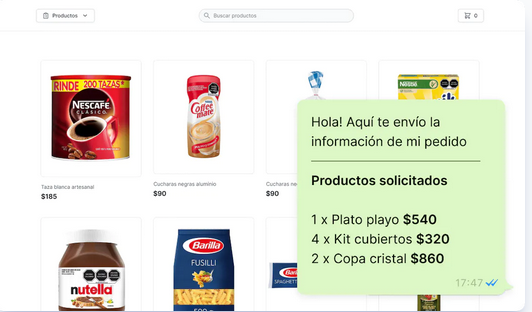 Productos
Buscar productos
0
RINDE 200 TAZAS*
NESCAFÉ
CLÁSICO
Coffee
mate
NESTLÉ
Taza blanca artesanal
$185
Cucharas negras aluminio
$90
Cucharas ne
$90
nutella
Barilla
FUSILLI
Barilla
SPAGHETT
Hola! Aquí te envío la
información de mi pedido
Productos solicitados
1 x Plato playo $540
4 x Kit cubiertos $320
2 x Copa cristal $860
17:47